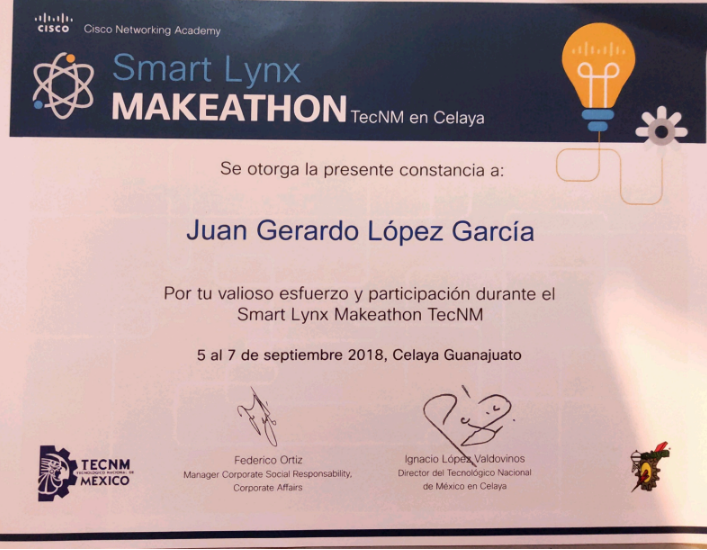 CISCO Cisco Networking Academy
Smart Lynx
MAKEATHON TecNM en Celaya
Se otorga la presente constancia a:
Juan Gerardo López García
Por tu valioso esfuerzo y participación durante el
Smart Lynx Makeathon TecNM
5 al 7 de septiembre 2018, Celaya Guanajuato
Federico Ortiz
Manager Corporate Social Responsability,
Corporate Affairs
Ignacio López Valdovinos
Director del Tecnológico Nacional
de México en Celaya
TECNM
TECNOLÓGICO NACIONAL DE
MÉXICO